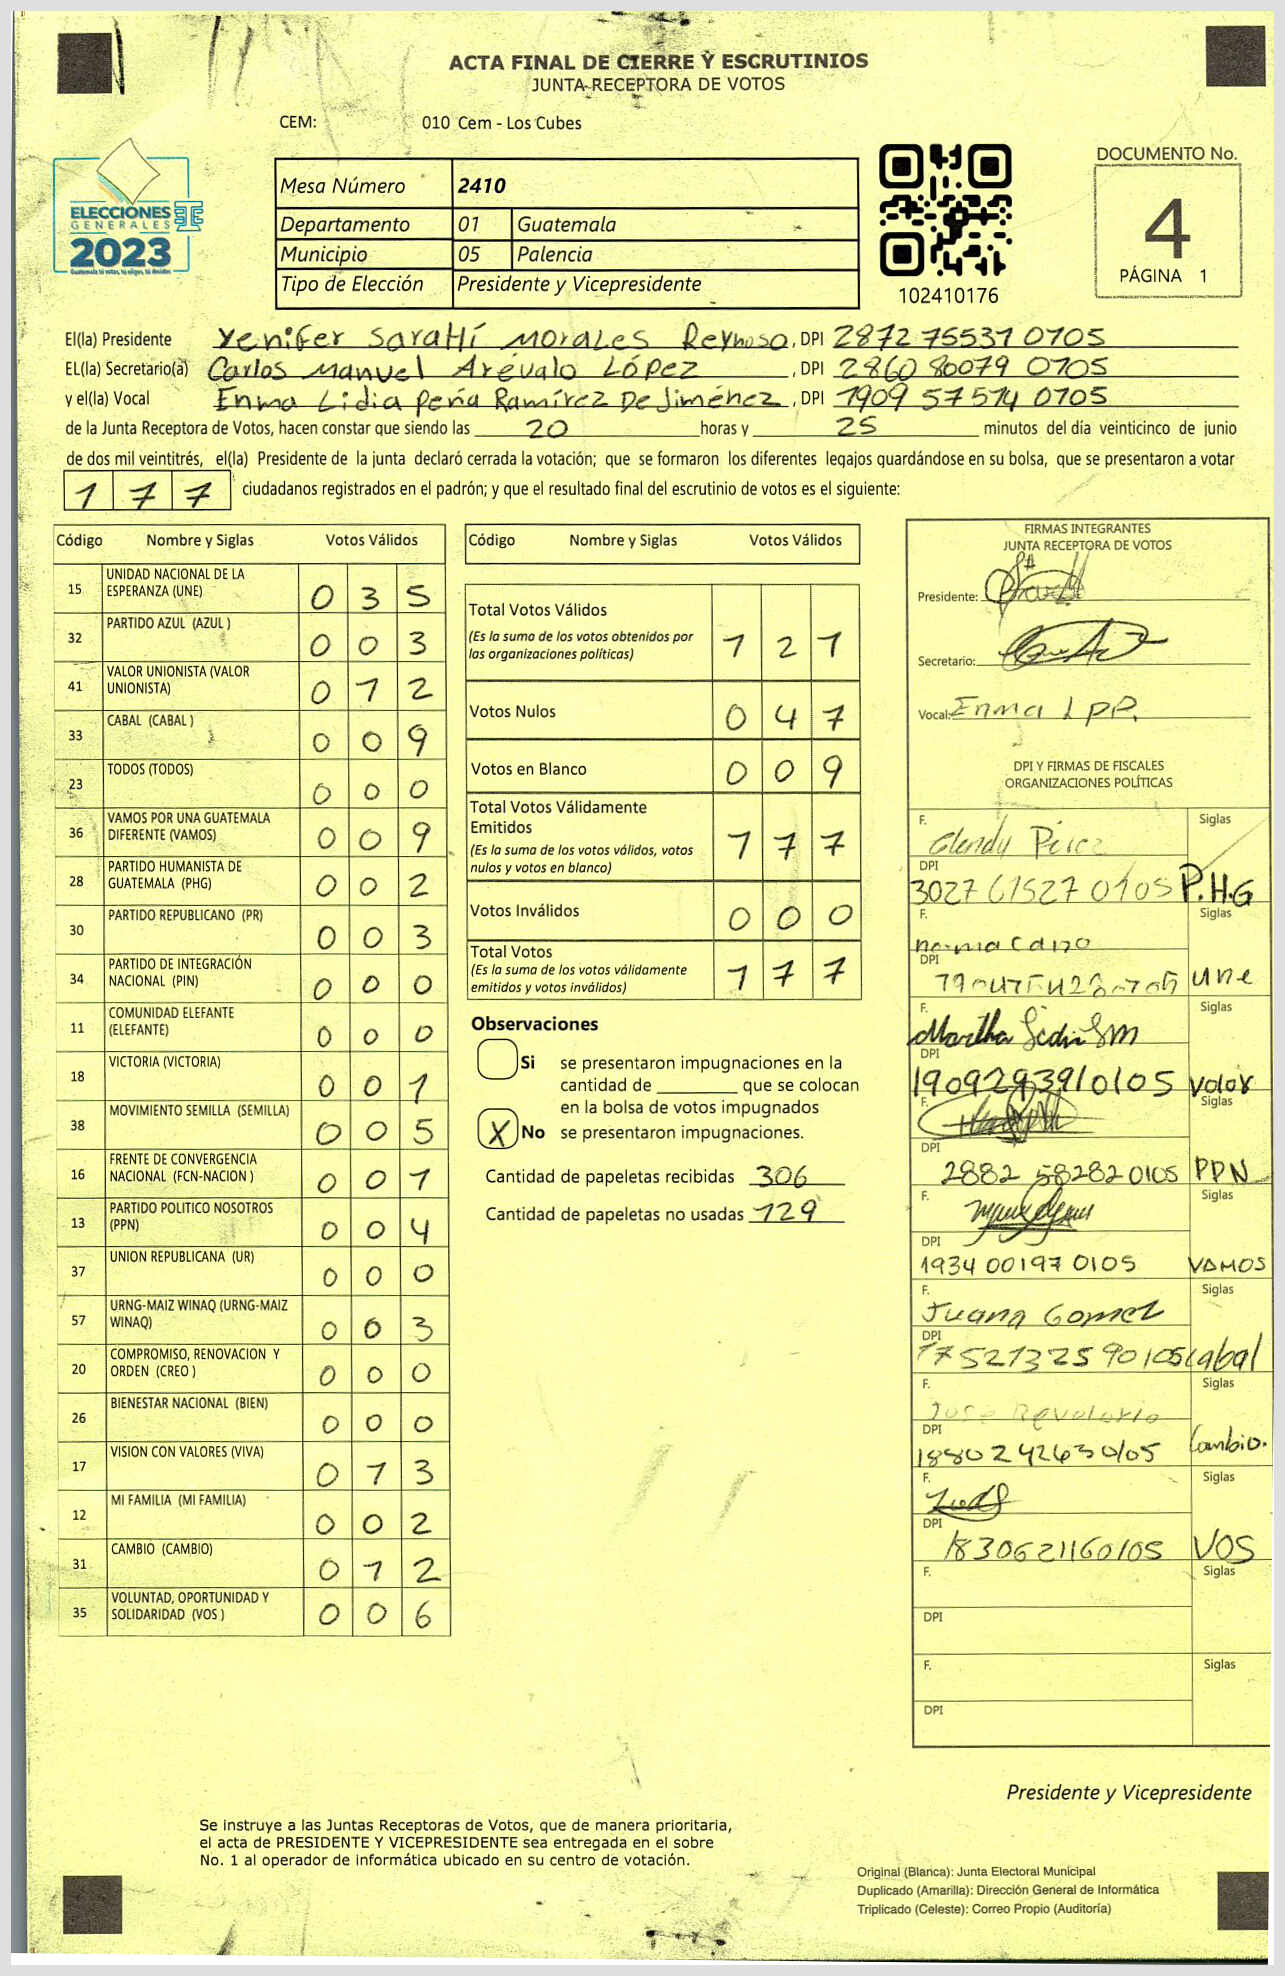 ACTA FINAL DE CIERRE Y ESCRUTINIOS
JUNTA RECEPTORA DE VOTOS
CEM: 010 Cem - Los Cubes
ELECCIONES
GENERALES
2023
Guatemala tú votas, tú eliges, tú decides
Mesa Número 2410
Departamento 01 Guatemala
Municipio 05 Palencia
Tipo de Elección Presidente y Vicepresidente
102410176
DOCUMENTO No.
4
PÁGINA 1
El(la) Presidente Yenifer Sarahí Morales Reynoso, DPI 2872 75537 0705
EL(la) Secretario(a) Carlos Manuel Arévalo López, DPI 2860 80079 0705
y el(la) Vocal Enma Lidia Peña Ramírez De Jiménez, DPI 1909 57574 0705
de la Junta Receptora de Votos, hacen constar que siendo las 20 horas y 25 minutos del día veinticinco de junio
de dos mil veintitrés, el(la) Presidente de la junta declaró cerrada la votación; que se formaron los diferentes legajos guardándose en su bolsa, que se presentaron a votar
1 7 7 ciudadanos registrados en el padrón; y que el resultado final del escrutinio de votos es el siguiente:
Código Nombre y Siglas Votos Válidos
15 UNIDAD NACIONAL DE LA ESPERANZA (UNE) 0 3 5
32 PARTIDO AZUL (AZUL ) 0 0 3
41 VALOR UNIONISTA (VALOR UNIONISTA) 0 1 2
33 CABAL (CABAL ) 0 0 9
23 TODOS (TODOS) 0 0 0
36 VAMOS POR UNA GUATEMALA DIFERENTE (VAMOS) 0 0 9
28 PARTIDO HUMANISTA DE GUATEMALA (PHG) 0 0 2
30 PARTIDO REPUBLICANO (PR) 0 0 3
34 PARTIDO DE INTEGRACIÓN NACIONAL (PIN) 0 0 0
11 COMUNIDAD ELEFANTE (ELEFANTE) 0 0 0
18 VICTORIA (VICTORIA) 0 0 1
38 MOVIMIENTO SEMILLA (SEMILLA) 0 0 5
16 FRENTE DE CONVERGENCIA NACIONAL (FCN-NACION ) 0 0 1
13 PARTIDO POLITICO NOSOTROS (PPN) 0 0 4
37 UNION REPUBLICANA (UR) 0 0 0
57 URNG-MAIZ WINAQ (URNG-MAIZ WINAQ) 0 0 3
20 COMPROMISO, RENOVACION Y ORDEN (CREO ) 0 0 0
26 BIENESTAR NACIONAL (BIEN) 0 0 0
17 VISION CON VALORES (VIVA) 0 1 3
12 MI FAMILIA (MI FAMILIA) 0 0 2
31 CAMBIO (CAMBIO) 0 1 2
35 VOLUNTAD, OPORTUNIDAD Y SOLIDARIDAD (VOS ) 0 0 6
Código Nombre y Siglas Votos Válidos
Total Votos Válidos 1 2 1
(Es la suma de los votos obtenidos por
las organizaciones políticas)
Votos Nulos 0 4 7
Votos en Blanco 0 0 9
Total Votos Válidamente
Emitidos 1 7 7
(Es la suma de los votos válidos, votos
nulos y votos en blanco)
Votos Inválidos 0 0 0
Total Votos 1 7 7
(Es la suma de los votos válidamente
emitidos y votos inválidos)
Observaciones
Si se presentaron impugnaciones en la
cantidad de ________ que se colocan
en la bolsa de votos impugnados
X No se presentaron impugnaciones.
Cantidad de papeletas recibidas 306
Cantidad de papeletas no usadas 129
FIRMAS INTEGRANTES
JUNTA RECEPTORA DE VOTOS
Presidente:
Secretario:
Vocal: Enma L PR.
DPI Y FIRMAS DE FISCALES
ORGANIZACIONES POLÍTICAS
F. Glendy Pérez Siglas
DPI 3027 61527 0105 P.H.G
F. norma cano Siglas
DPI une
F. Martha Siglas
DPI 1909293910105 Valor
F. Siglas
DPI 2882 58282 0105 PPN
F. Siglas
DPI 1934 00197 0105 VAMOS
F. Juana Gomez Siglas
DPI 1752732590105 Cabal
F. Jose Revolorio Siglas
DPI 1880242630105 Cambio.
F. Siglas
DPI 1830621160105 VOS
F. Siglas
DPI
F. Siglas
DPI
Presidente y Vicepresidente
Se instruye a las Juntas Receptoras de Votos, que de manera prioritaria,
el acta de PRESIDENTE Y VICEPRESIDENTE sea entregada en el sobre
No. 1 al operador de informática ubicado en su centro de votación.
Original (Blanca): Junta Electoral Municipal
Duplicado (Amarilla): Dirección General de Informática
Triplicado (Celeste): Correo Propio (Auditoría)